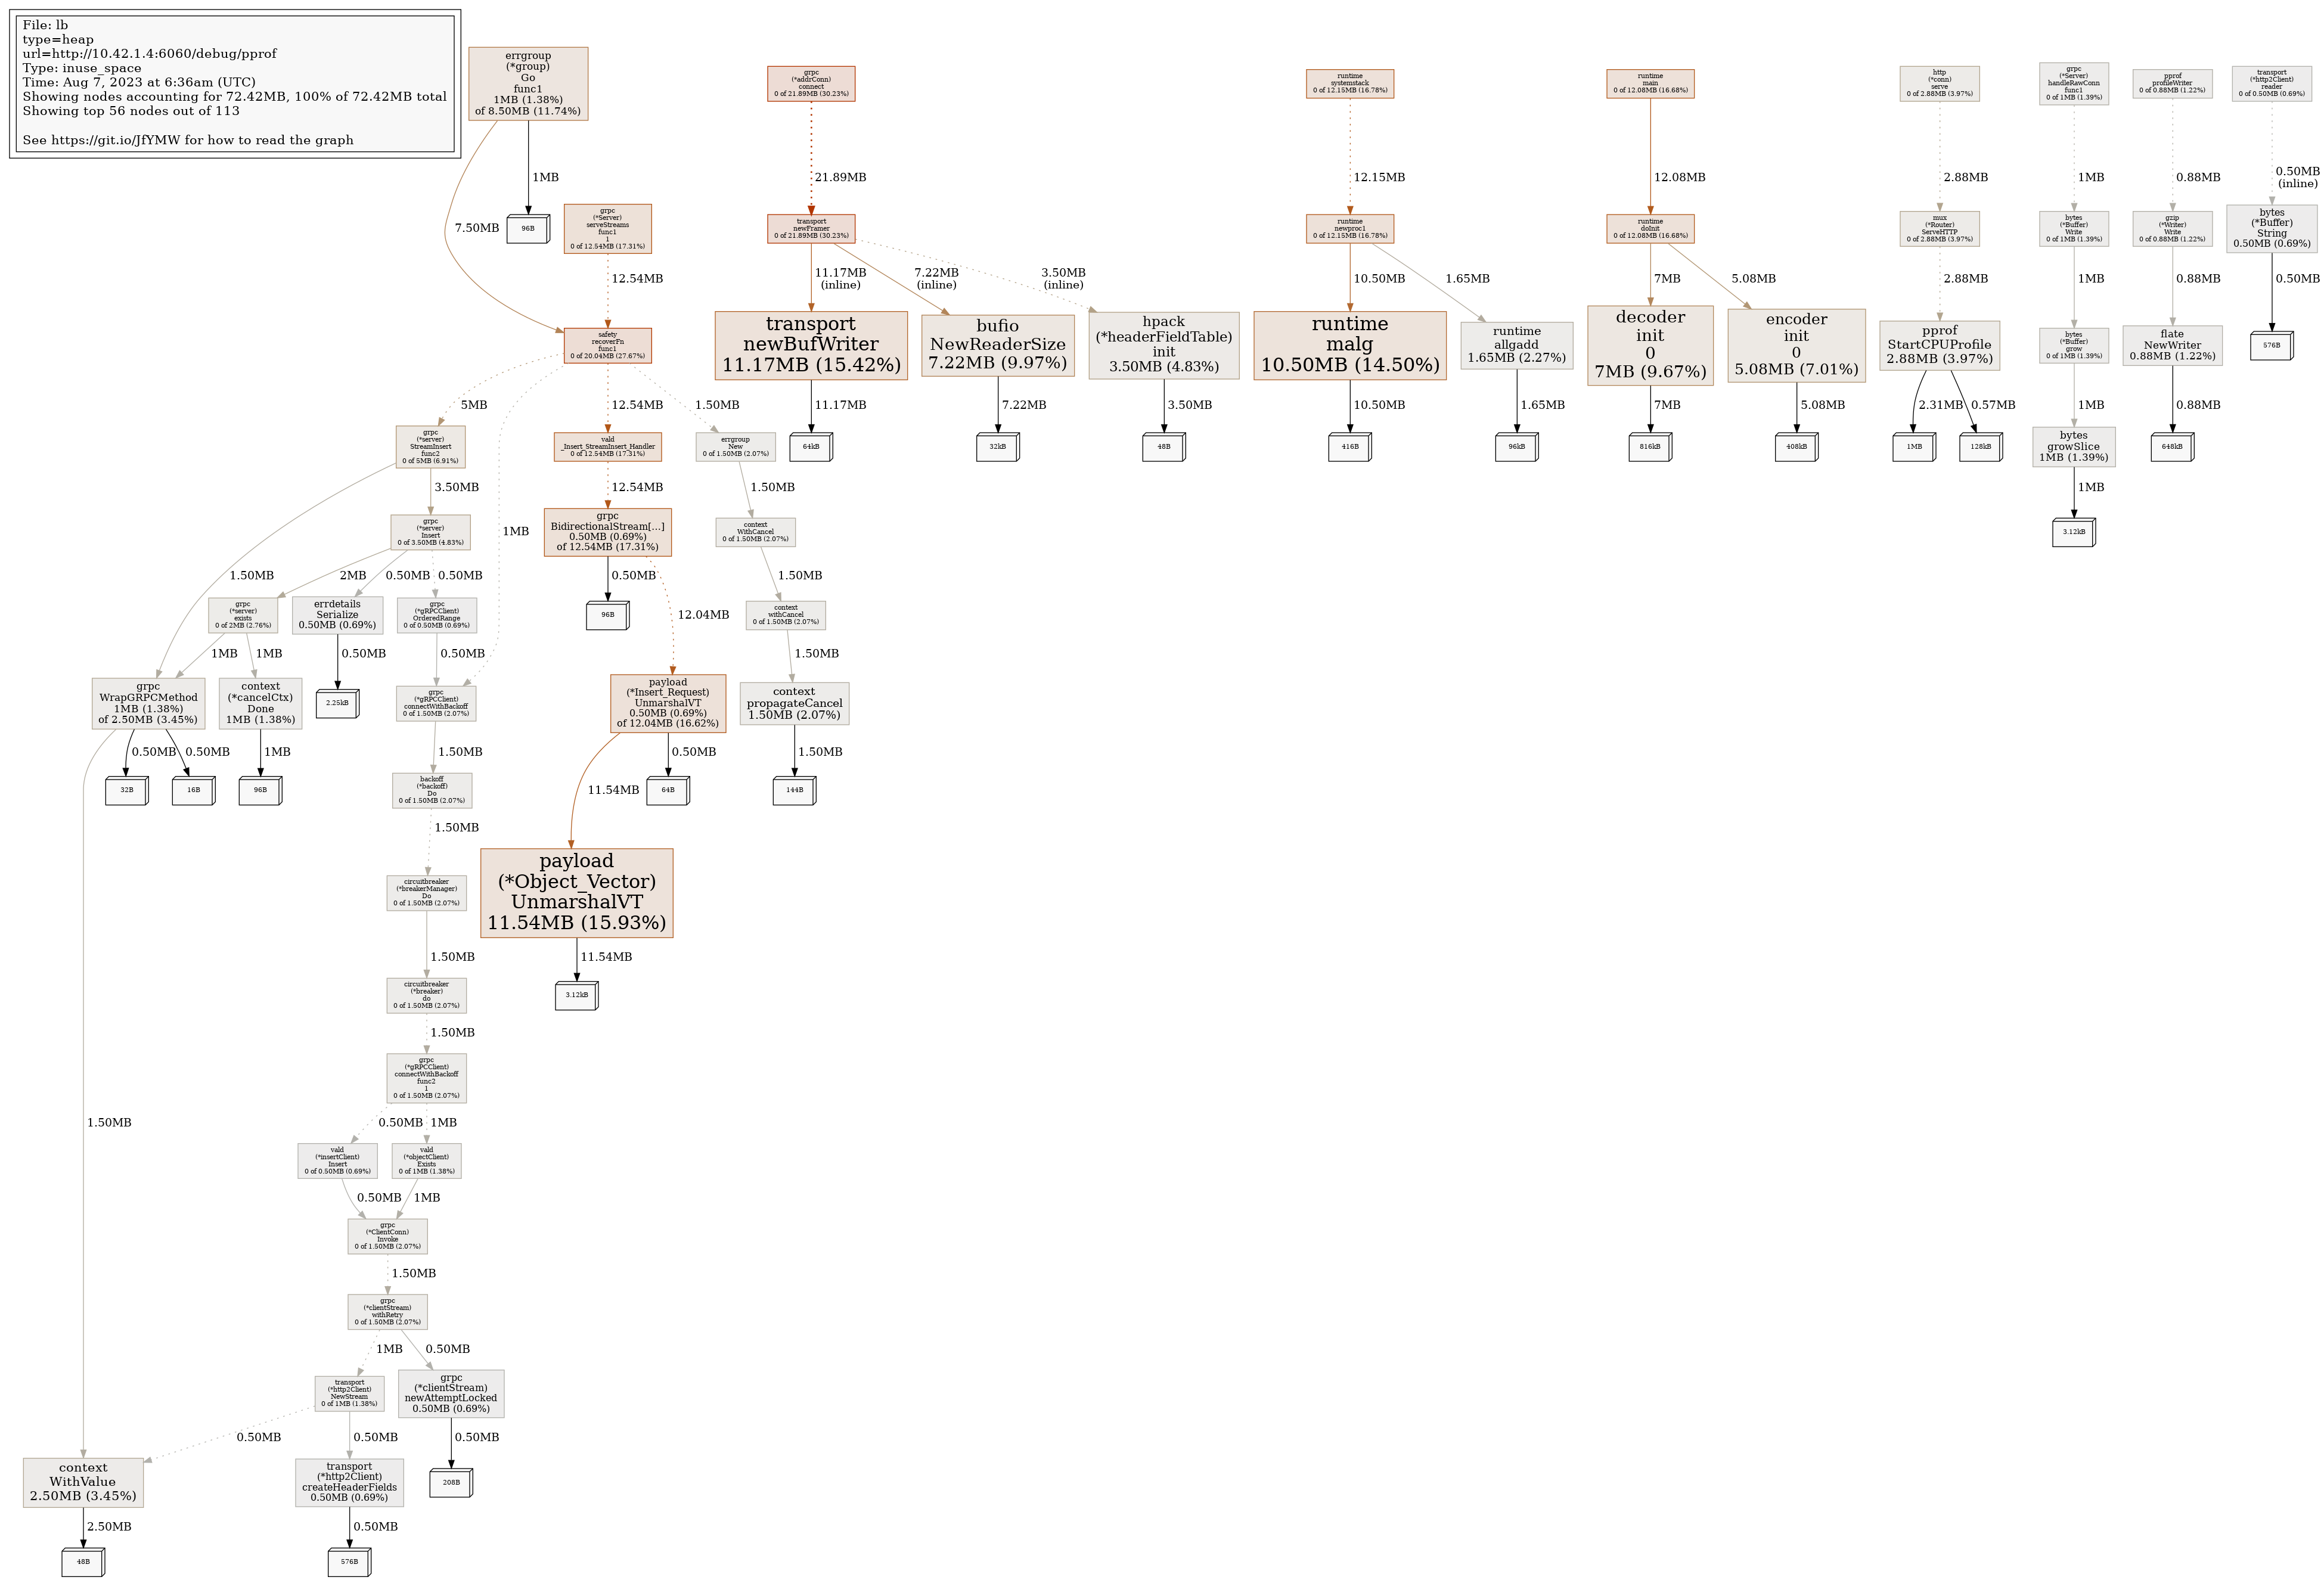 File: lb
type=heap
url=http://10.42.1.4:6060/debug/pprof
Type: inuse_space
Time: Aug 7, 2023 at 6:36am (UTC)
Showing nodes accounting for 72.42MB, 100% of 72.42MB total
Showing top 56 nodes out of 113
See https://git.io/JfYMW for how to read the graph
errgroup
(*group)
Go
func1
1MB (1.38%)
of 8.50MB (11.74%)
grpc
(*addrConn)
connect
0 of 21.89MB (30.23%)
runtime
systemstack
0 of 12.15MB (16.78%)
runtime
main
0 of 12.08MB (16.68%)
http
(*conn)
serve
0 of 2.88MB (3.97%)
grpc
(*Server)
handleRawConn
func1
0 of 1MB (1.39%)
pprof
profileWriter
0 of 0.88MB (1.22%)
transport
(*http2Client)
reader
0 of 0.50MB (0.69%)
7.50MB
1MB
21.89MB
12.15MB
12.08MB
2.88MB
1MB
0.88MB
0.50MB
(inline)
96B
grpc
(*Server)
serveStreams
func1
1
0 of 12.54MB (17.31%)
transport
newFramer
0 of 21.89MB (30.23%)
runtime
newproc1
0 of 12.15MB (16.78%)
runtime
doInit
0 of 12.08MB (16.68%)
mux
(*Router)
ServeHTTP
0 of 2.88MB (3.97%)
bytes
(*Buffer)
Write
0 of 1MB (1.39%)
gzip
(*Writer)
Write
0 of 0.88MB (1.22%)
bytes
(*Buffer)
String
0.50MB (0.69%)
12.54MB
11.17MB
(inline)
7.22MB
(inline)
3.50MB
(inline)
10.50MB
1.65MB
7MB
5.08MB
2.88MB
1MB
0.88MB
0.50MB
safety
recoverFn
func1
0 of 20.04MB (27.67%)
transport
newBufWriter
11.17MB (15.42%)
bufio
NewReaderSize
7.22MB (9.97%)
hpack
(*headerFieldTable)
init
3.50MB (4.83%)
runtime
malg
10.50MB (14.50%)
runtime
allgadd
1.65MB (2.27%)
decoder
init
0
7MB (9.67%)
encoder
init
0
5.08MB (7.01%)
pprof
StartCPUProfile
2.88MB (3.97%)
bytes
(*Buffer)
grow
0 of 1MB (1.39%)
flate
NewWriter
0.88MB (1.22%)
576B
5MB
12.54MB
1.50MB
11.17MB
7.22MB
3.50MB
10.50MB
1.65MB
7MB
5.08MB
2.31MB
0.57MB
1MB
0.88MB
grpc
(*server)
StreamInsert
func2
0 of 5MB (6.91%)
vald
_Insert_StreamInsert_Handler
0 of 12.54MB (17.31%)
errgroup
New
0 of 1.50MB (2.07%)
64kB
32kB
48B
416B
96kB
816kB
408kB
1MB
128kB
bytes
growSlice
1MB (1.39%)
648kB
3.50MB
12.54MB
1.50MB
1MB
grpc
(*server)
Insert
0 of 3.50MB (4.83%)
1MB
grpc
BidirectionalStream[...]
0.50MB (0.69%)
of 12.54MB (17.31%)
context
WithCancel
0 of 1.50MB (2.07%)
3.12kB
1.50MB
2MB
0.50MB
0.50MB
0.50MB
12.04MB
1.50MB
grpc
(*server)
exists
0 of 2MB (2.76%)
errdetails
Serialize
0.50MB (0.69%)
grpc
(*gRPCClient)
OrderedRange
0 of 0.50MB (0.69%)
96B
context
withCancel
0 of 1.50MB (2.07%)
1MB
1MB
0.50MB
0.50MB
1.50MB
grpc
WrapGRPCMethod
1MB (1.38%)
of 2.50MB (3.45%)
context
(*cancelCtx)
Done
1MB (1.38%)
2.25kB
grpc
(*gRPCClient)
connectWithBackoff
0 of 1.50MB (2.07%)
payload
(*Insert_Request)
UnmarshalVT
0.50MB (0.69%)
of 12.04MB (16.62%)
context
propagateCancel
1.50MB (2.07%)
0.50MB
0.50MB
1MB
1.50MB
11.54MB
0.50MB
1.50MB
32B
16B
96B
backoff
(*backoff)
Do
0 of 1.50MB (2.07%)
64B
144B
1.50MB
circuitbreaker
(*breakerManager)
Do
0 of 1.50MB (2.07%)
payload
(*Object_Vector)
UnmarshalVT
11.54MB (15.93%)
1.50MB
11.54MB
circuitbreaker
(*breaker)
do
0 of 1.50MB (2.07%)
3.12kB
1.50MB
grpc
(*gRPCClient)
connectWithBackoff
func2
1
0 of 1.50MB (2.07%)
1.50MB
0.50MB
1MB
vald
(*insertClient)
Insert
0 of 0.50MB (0.69%)
vald
(*objectClient)
Exists
0 of 1MB (1.38%)
0.50MB
1MB
grpc
(*ClientConn)
Invoke
0 of 1.50MB (2.07%)
1.50MB
grpc
(*clientStream)
withRetry
0 of 1.50MB (2.07%)
1MB
0.50MB
transport
(*http2Client)
NewStream
0 of 1MB (1.38%)
grpc
(*clientStream)
newAttemptLocked
0.50MB (0.69%)
0.50MB
0.50MB
0.50MB
context
WithValue
2.50MB (3.45%)
transport
(*http2Client)
createHeaderFields
0.50MB (0.69%)
208B
2.50MB
0.50MB
48B
576B